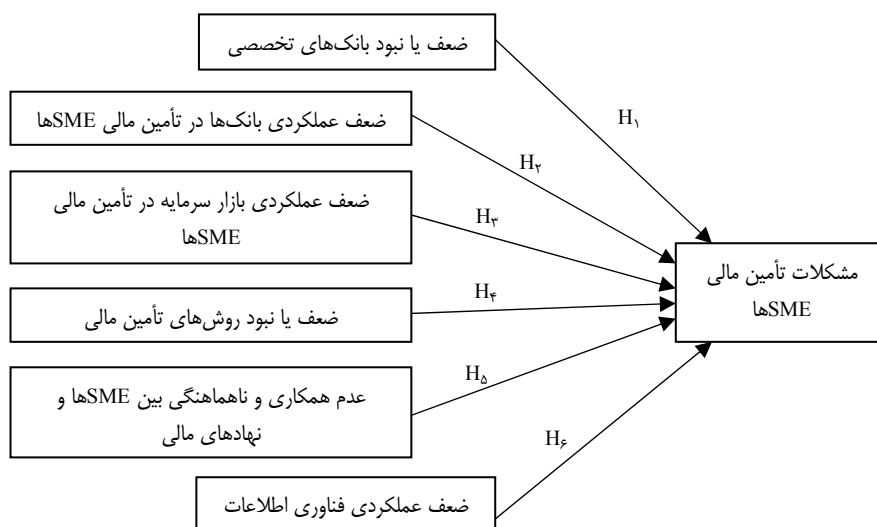 ضعف یا نبود بانک‌های تخصصی
H۱
ضعف عملکردی بانک‌ها در تأمین مالی SMEها
H۲
ضعف عملکردی بازار سرمایه در تأمین مالی
SMEها
H۳
مشکلات تأمین مالی
SMEها
ضعف یا نبود روش‌های تأمین مالی
H۴
عدم همکاری و ناهماهنگی بین SMEها و
نهادهای مالی
H۵
ضعف عملکردی فناوری اطلاعات
H۶